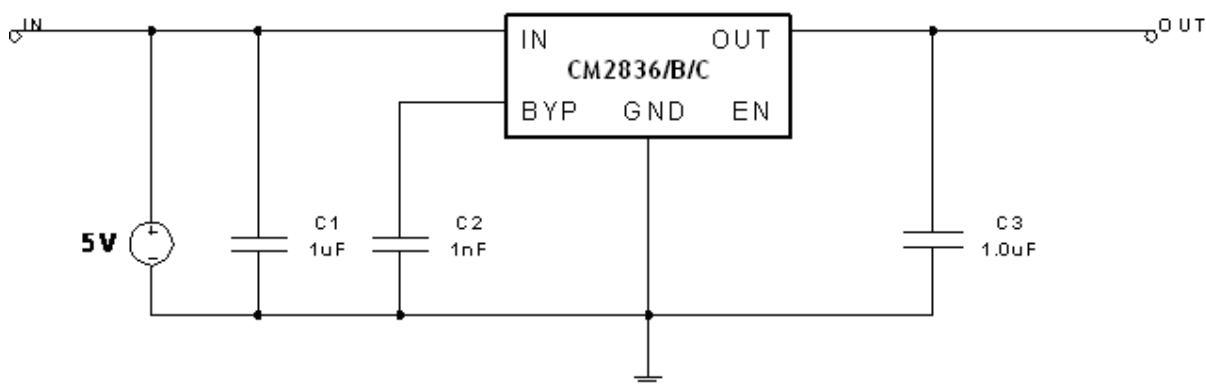 IN
OUT
IN OUT
CM2836/B/C
BYP GND EN
5V
+
-
C1
1uF
C2
1nF
C3
1.0uF